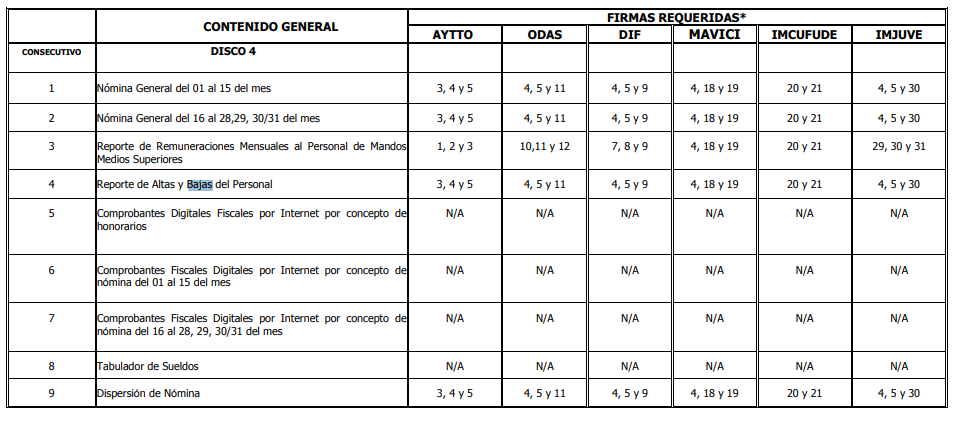 CONTENIDO GENERAL FIRMAS REQUERIDAS*
AYTTO ODAS DIF MAVICI IMCUFUDE IMJUVE
CONSECUTIVO DISCO 4
1 Nómina General del 01 al 15 del mes 3, 4 y 5 4, 5 y 11 4, 5 y 9 4, 18 y 19 20 y 21 4, 5 y 30
2 Nómina General del 16 al 28,29, 30/31 del mes 3, 4 y 5 4, 5 y 11 4, 5 y 9 4, 18 y 19 20 y 21 4, 5 y 30
3 Reporte de Remuneraciones Mensuales al Personal de Mandos 1, 2 y 3 10,11 y 12 7, 8 y 9 4, 18 y 19 20 y 21 29, 30 y 31
Medios Superiores
4 Reporte de Altas y Bajas del Personal 3, 4 y 5 4, 5 y 11 4, 5 y 9 4, 18 y 19 20 y 21 4, 5 y 30
5 Comprobantes Digitales Fiscales por Internet por concepto de N/A N/A N/A N/A N/A N/A
honorarios
6 Comprobantes Fiscales Digitales por Internet por concepto de N/A N/A N/A N/A N/A N/A
nómina del 01 al 15 del mes
7 Comprobantes Fiscales Digitales por Internet por concepto de N/A N/A N/A N/A N/A N/A
nómina del 16 al 28, 29, 30/31 del mes
8 Tabulador de Sueldos N/A N/A N/A N/A N/A N/A
9 Dispersión de Nómina 3, 4 y 5 4, 5 y 11 4, 5 y 9 4, 18 y 19 20 y 21 4, 5 y 30